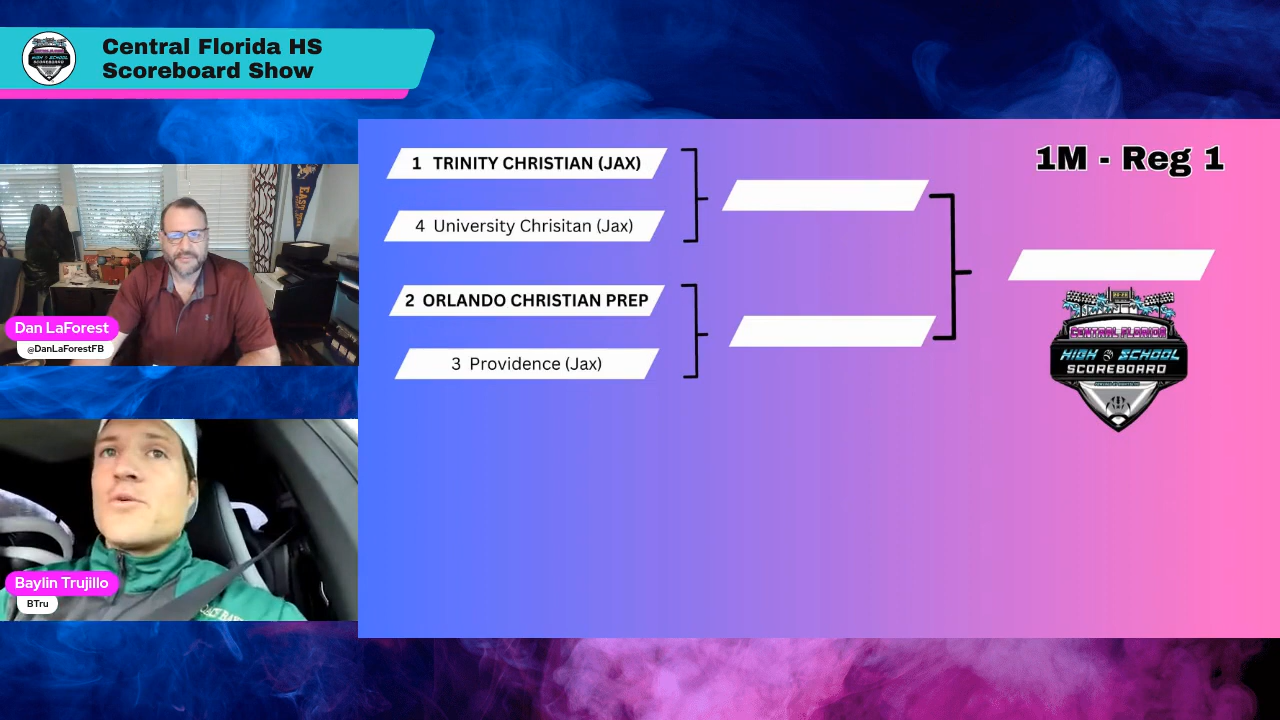 Central Florida HS
Scoreboard Show
1M - Reg 1
1 TRINITY CHRISTIAN (JAX)
4 University Chrisitan (Jax)
2 ORLANDO CHRISTIAN PREP
3 Providence (Jax)
CENTRAL FLORIDA
HIGH SCHOOL
SCOREBOARD
EAST
Dan LaForest
@DanLaForestFB
Baylin Trujillo
BTru